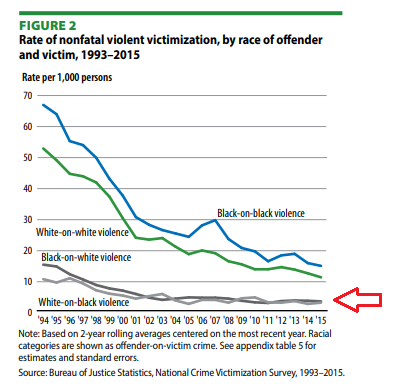 FIGURE 2
Rate of nonfatal violent victimization, by race of offender
and victim, 1993–2015
Rate per 1,000 persons
70
60
50
40
30
20
10
0
Black-on-black violence
White-on-white violence
Black-on-white violence
White-on-black violence
'94 '95 '96 '97 '98 '99 '00 '01 '02 '03 '04 '05 '06 '07 '08 '09 '10 '11 '12 '13 '14 '15
Note: Based on 2-year rolling averages centered on the most recent year. Racial
categories are shown as offender-on-victim crime. See appendix table 5 for
estimates and standard errors.
Source: Bureau of Justice Statistics, National Crime Victimization Survey, 1993–2015.